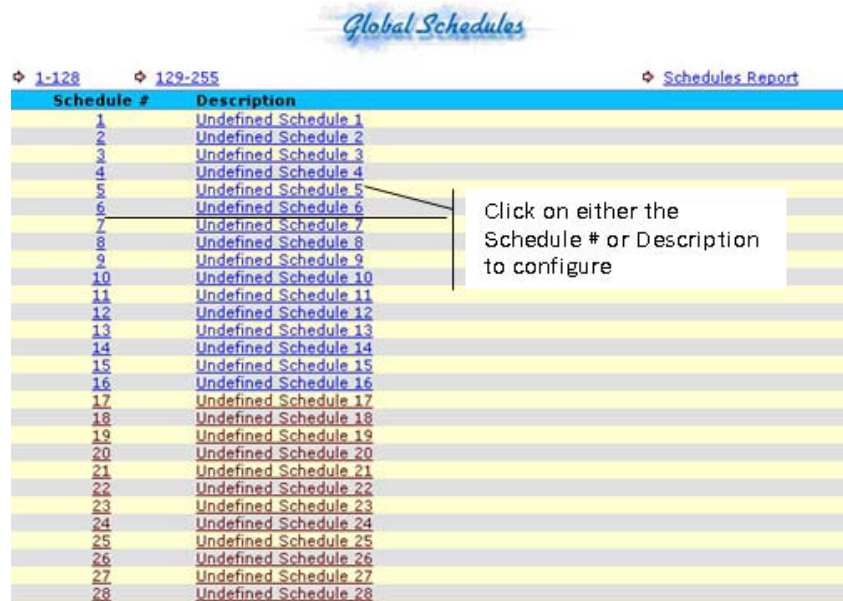 Global Schedules
1-128 129-255 Schedules Report
Schedule # Description
1 Undefined Schedule 1
2 Undefined Schedule 2
3 Undefined Schedule 3
4 Undefined Schedule 4
5 Undefined Schedule 5
6 Undefined Schedule 6
7 Undefined Schedule 7
8 Undefined Schedule 8
9 Undefined Schedule 9
10 Undefined Schedule 10
11 Undefined Schedule 11
12 Undefined Schedule 12
13 Undefined Schedule 13
14 Undefined Schedule 14
15 Undefined Schedule 15
16 Undefined Schedule 16
17 Undefined Schedule 17
18 Undefined Schedule 18
19 Undefined Schedule 19
20 Undefined Schedule 20
21 Undefined Schedule 21
22 Undefined Schedule 22
23 Undefined Schedule 23
24 Undefined Schedule 24
25 Undefined Schedule 25
26 Undefined Schedule 26
27 Undefined Schedule 27
28 Undefined Schedule 28
Click on either the
Schedule # or Description
to configure